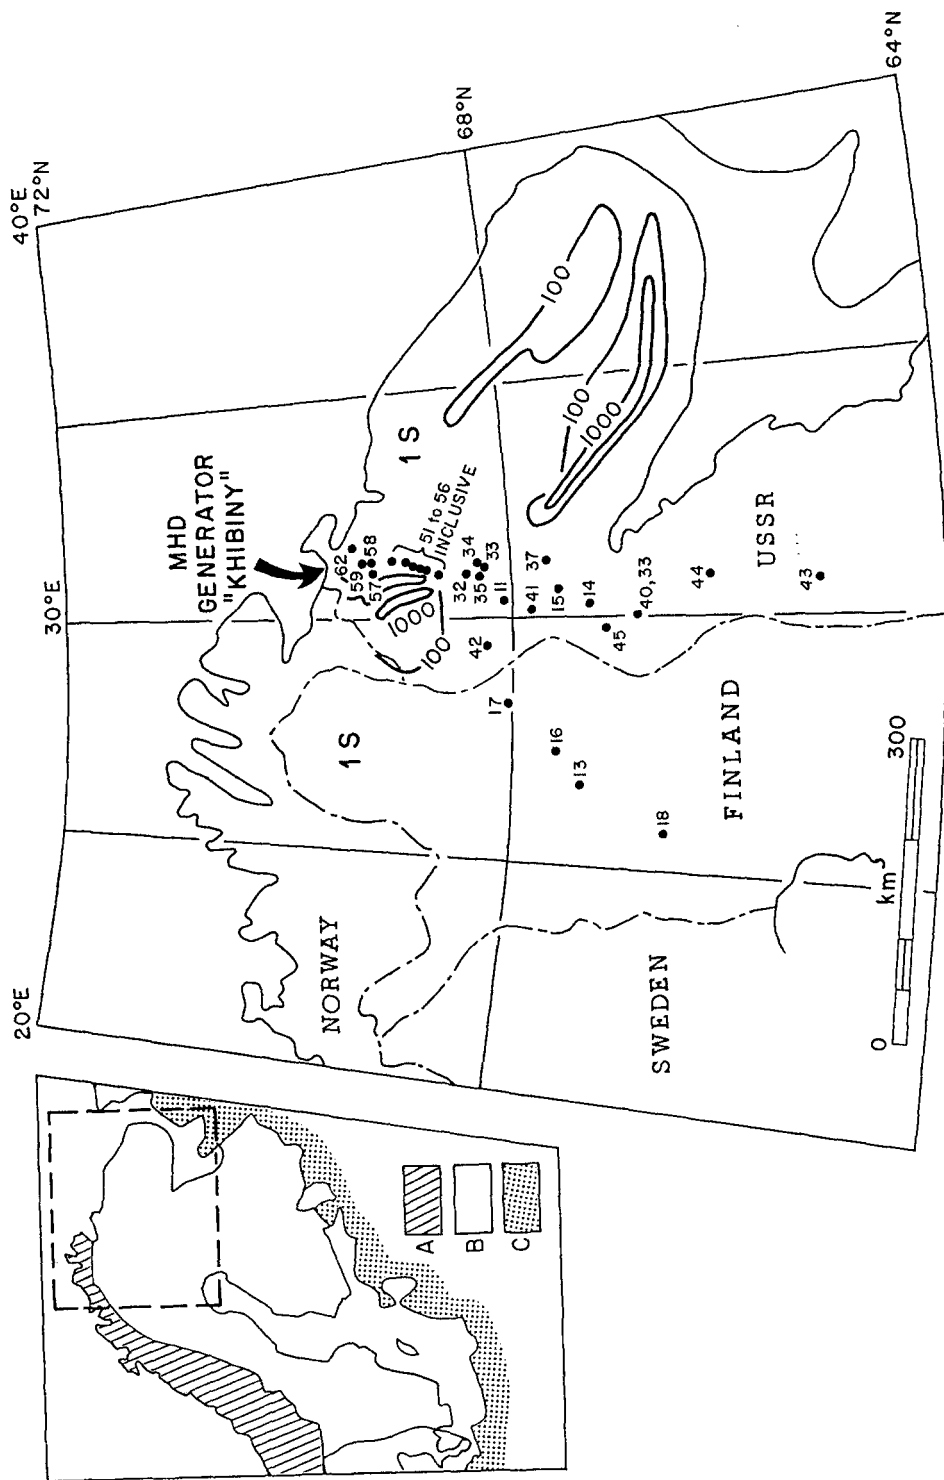 40°E
72°N
30°E
20°E
68°N
64°N
MHD
GENERATOR
"KHIBINY"
1 S
1 S
100
100
1000
1000
100
62
59
58
57
51 to 56
INCLUSIVE
34
33
32
35
11
37
41
15
14
40,33
44
43
45
42
17
16
13
18
NORWAY
SWEDEN
FINLAND
USSR
0
km
300
A
B
C